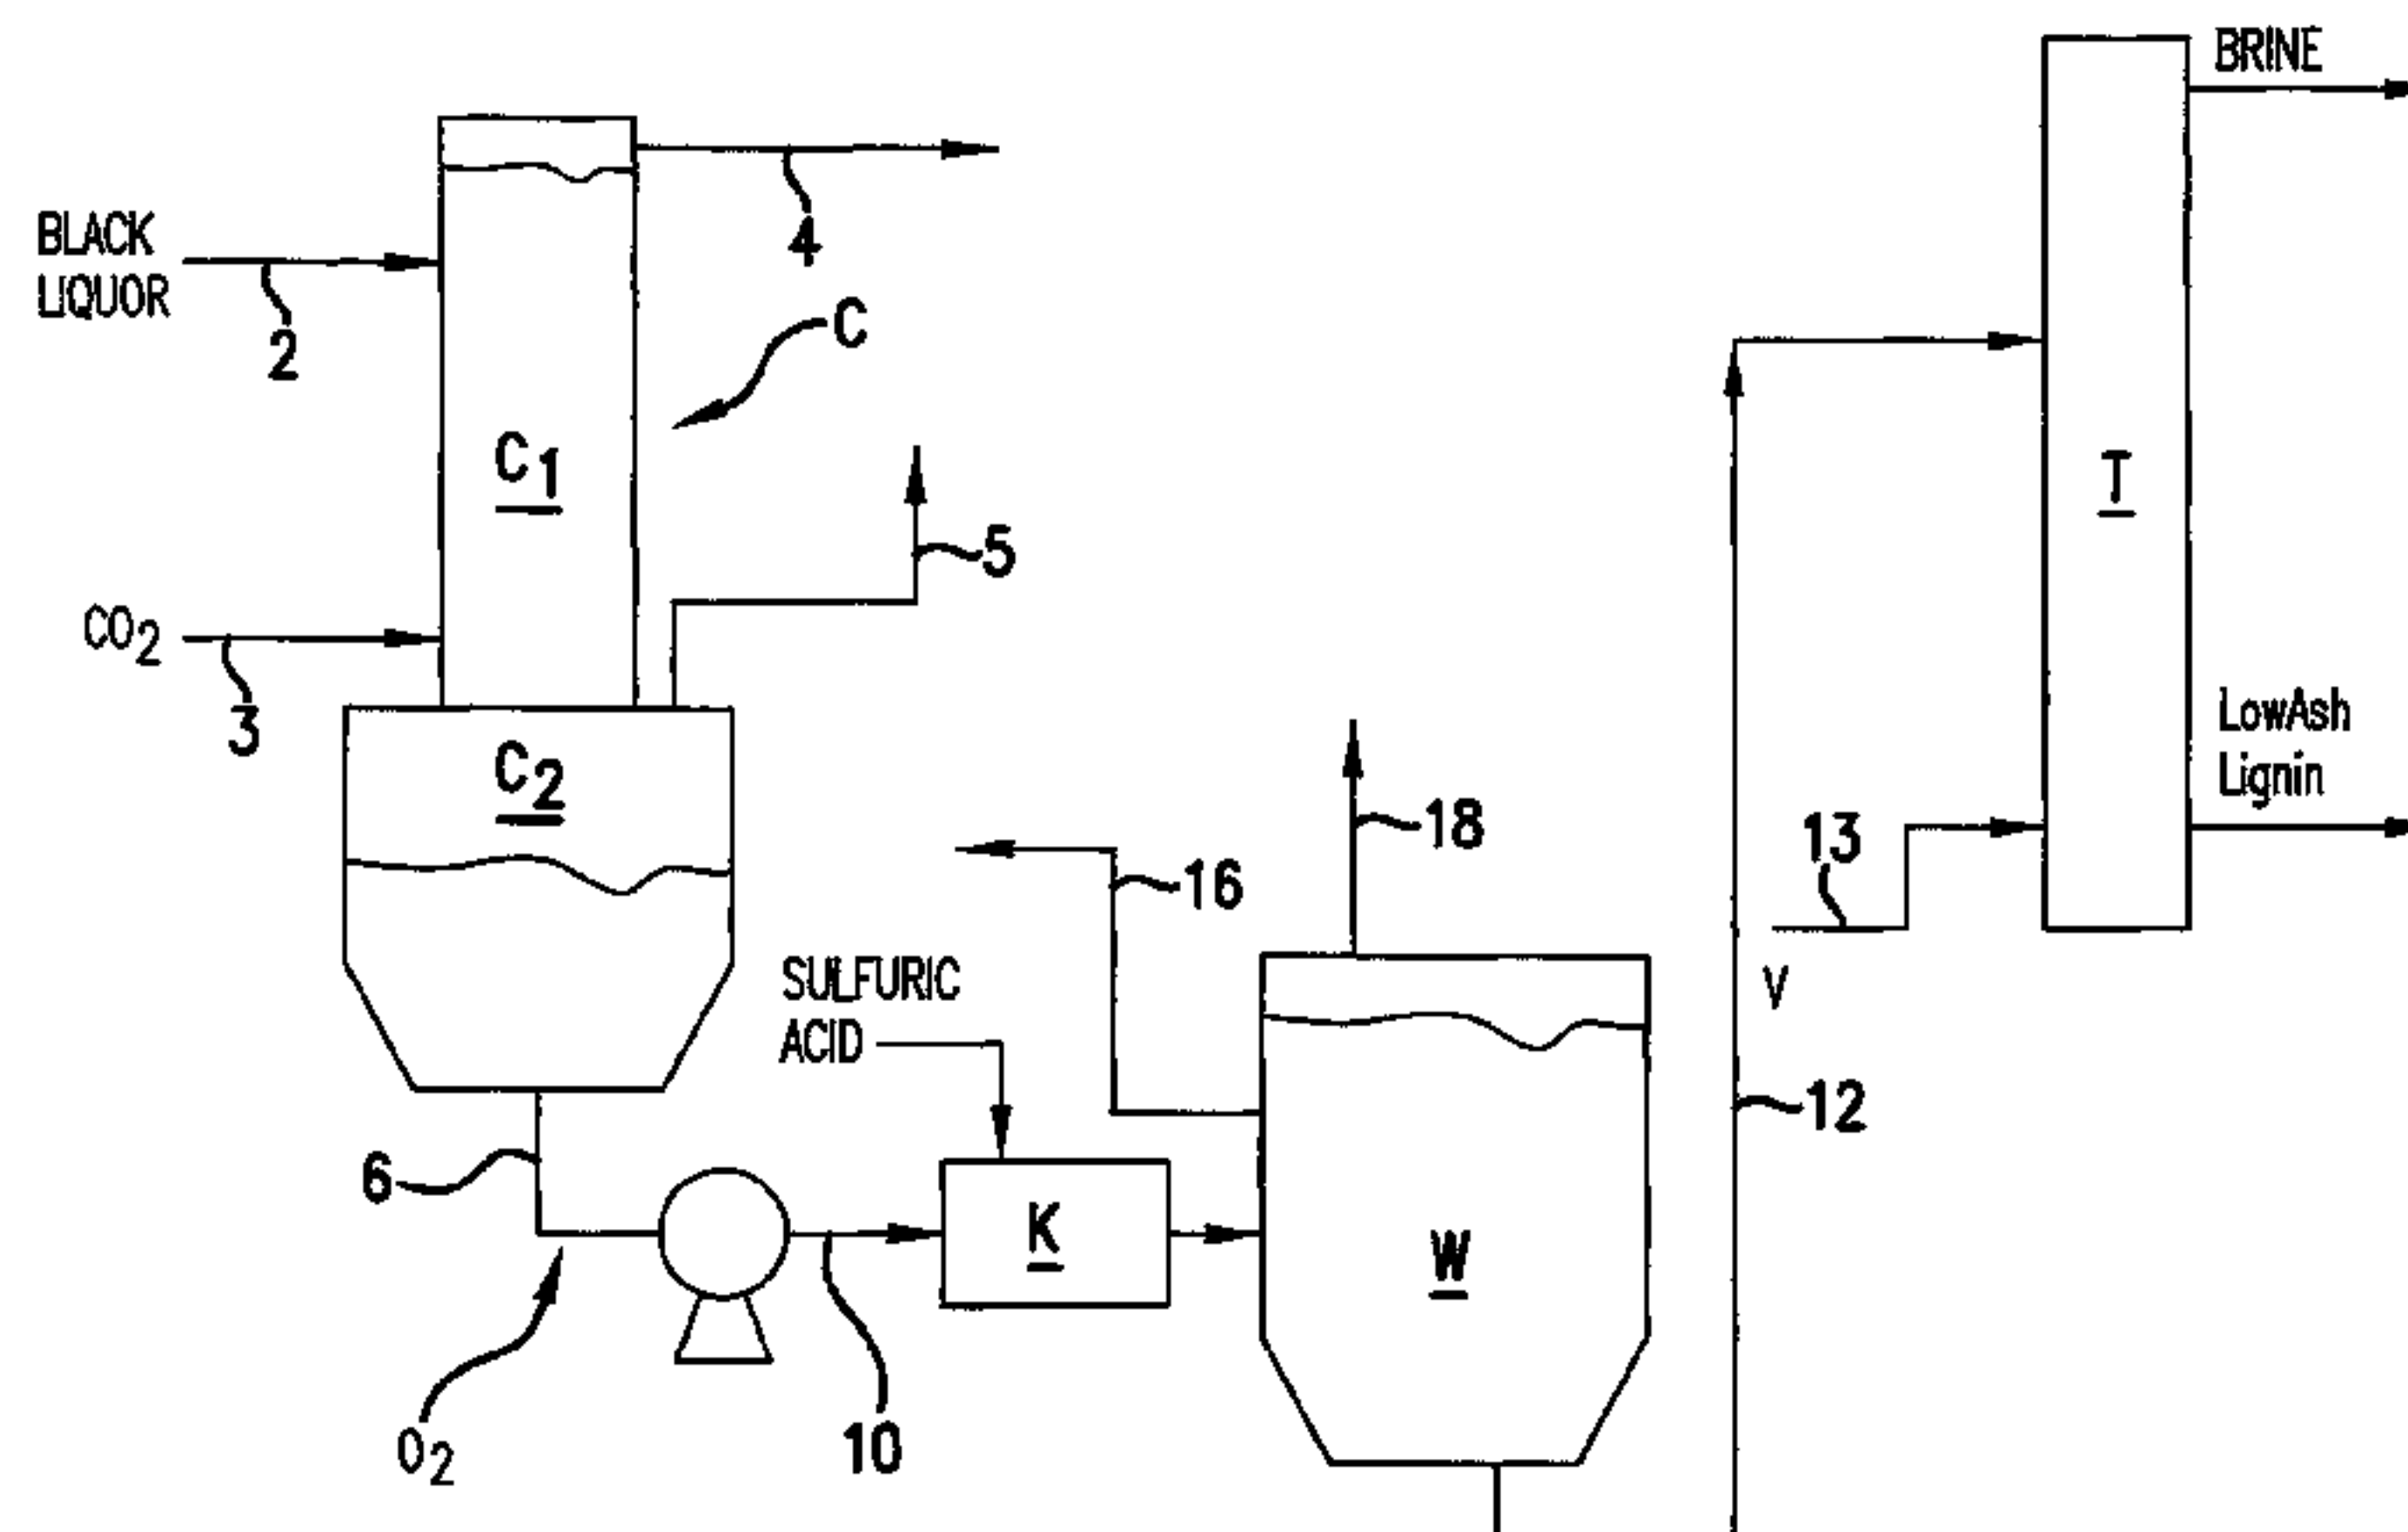 BRINE
BLACK
LIQUOR
2
4
C
C1
T
5
CO2
3
C2
LowAsh
Lignin
18
13
16
SULFURIC
ACID
V
12
6
K
W
O2
10